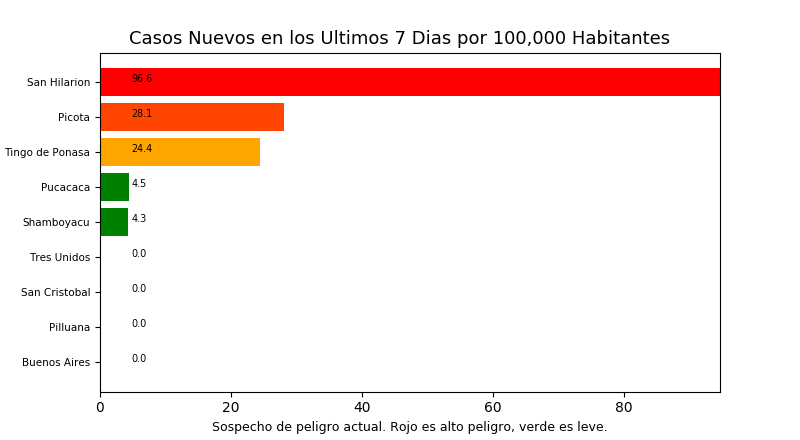 Casos Nuevos en los Ultimos 7 Dias por 100,000 Habitantes
San Hilarion 96.6
Picota 28.1
Tingo de Ponasa 24.4
Pucacaca 4.5
Shamboyacu 4.3
Tres Unidos 0.0
San Cristobal 0.0
Pilluana 0.0
Buenos Aires 0.0
0 20 40 60 80
Sospecho de peligro actual. Rojo es alto peligro, verde es leve.